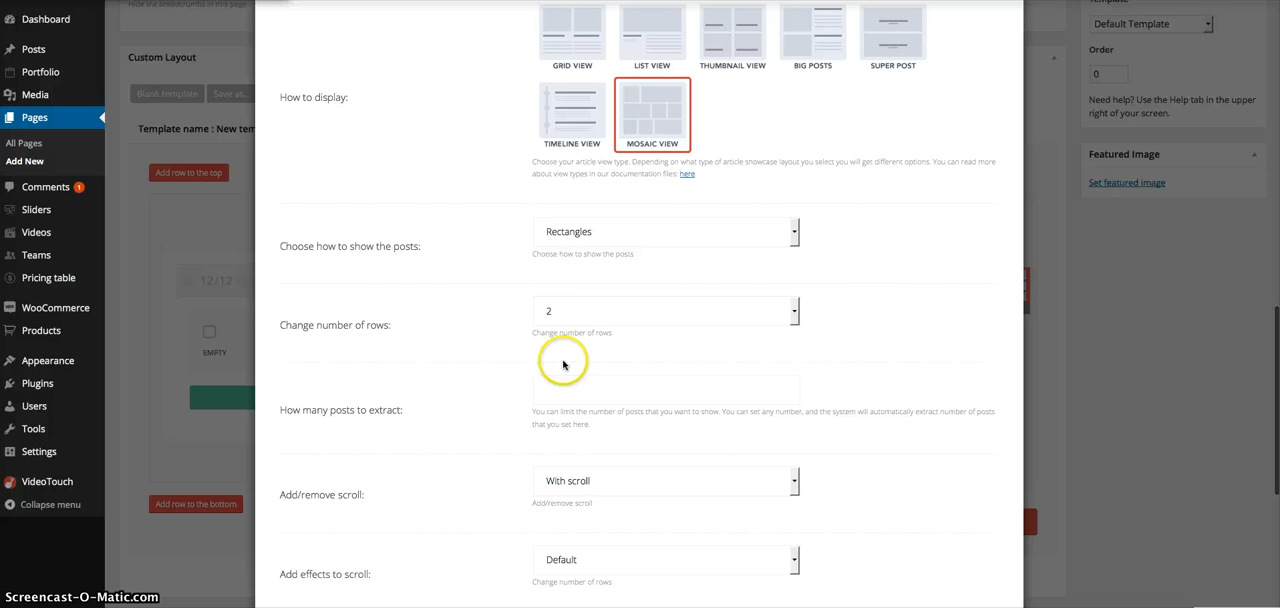 Dashboard
Posts
Portfolio
Media
Pages
All Pages
Add New
Comments 1
Sliders
Videos
Teams
Pricing table
WooCommerce
Products
Appearance
Plugins
Users
Tools
Settings
VideoTouch
Collapse menu
Hide the Breadcrumbs in this page
Custom Layout
Blank template Save as...
Template name : New tem
Add row to the top
12/12
EMPTY
Add row to the bottom
GRID VIEW LIST VIEW THUMBNAIL VIEW BIG POSTS SUPER POST
How to display:
TIMELINE VIEW MOSAIC VIEW
Choose your article view type. Depending on what type of article showcase layout you select you will get different options. You can read more
about view types in our documentation files: here
Choose how to show the posts:
Rectangles
Choose how to show the posts
Change number of rows:
2
Change number of rows
How many posts to extract:
You can limit the number of posts that you want to show. You can set any number, and the system will automatically extract number of posts
that you set here.
Add/remove scroll:
With scroll
Add/remove scroll
Add effects to scroll:
Default
Change number of rows
Template
Default Template
Order
0
Need help? Use the Help tab in the upper
right of your screen.
Featured Image
Set featured image
Screencast-O-Matic.com